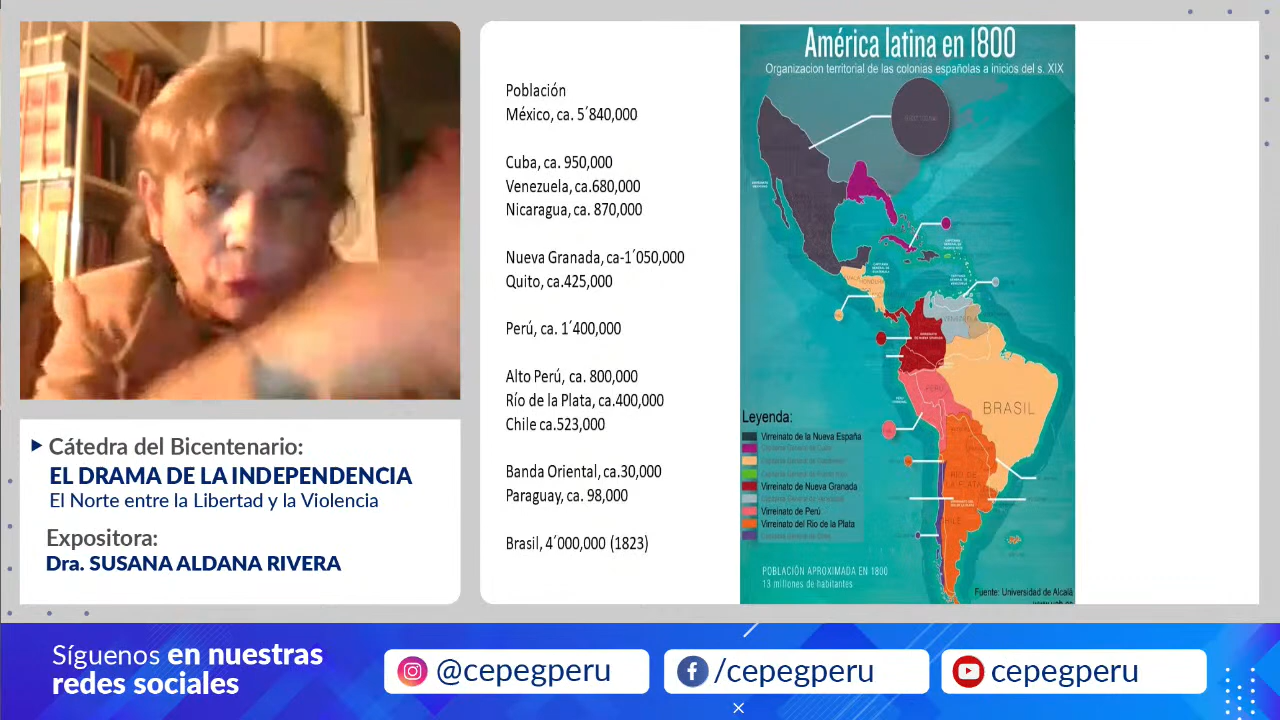 Población
México, ca. 5´840,000
Cuba, ca. 950,000
Venezuela, ca.680,000
Nicaragua, ca. 870,000
Nueva Granada, ca-1´050,000
Quito, ca.425,000
Perú, ca. 1´400,000
Alto Perú, ca. 800,000
Río de la Plata, ca.400,000
Chile ca.523,000
Banda Oriental, ca.30,000
Paraguay, ca. 98,000
Brasil, 4´000,000 (1823)
América latina en 1800
Organizacion territorial de las colonias españolas a inicios del s. XIX
PERÚ
BRASIL
RÍO DE
LA PLATA
CHILE
Leyenda:
Virreinato de la Nueva España
Virreinato de Nueva Granada
Virreinato de Perú
Virreinato del Rio de la Plata
POBLACIÓN APROXIMADA EN 1800
13 millones de habitantes
Fuente: Universidad de Alcalá
Cátedra del Bicentenario:
EL DRAMA DE LA INDEPENDENCIA
El Norte entre la Libertad y la Violencia
Expositora:
Dra. SUSANA ALDANA RIVERA
Síguenos en nuestras
redes sociales
@cepegperu
/cepegperu
cepegperu